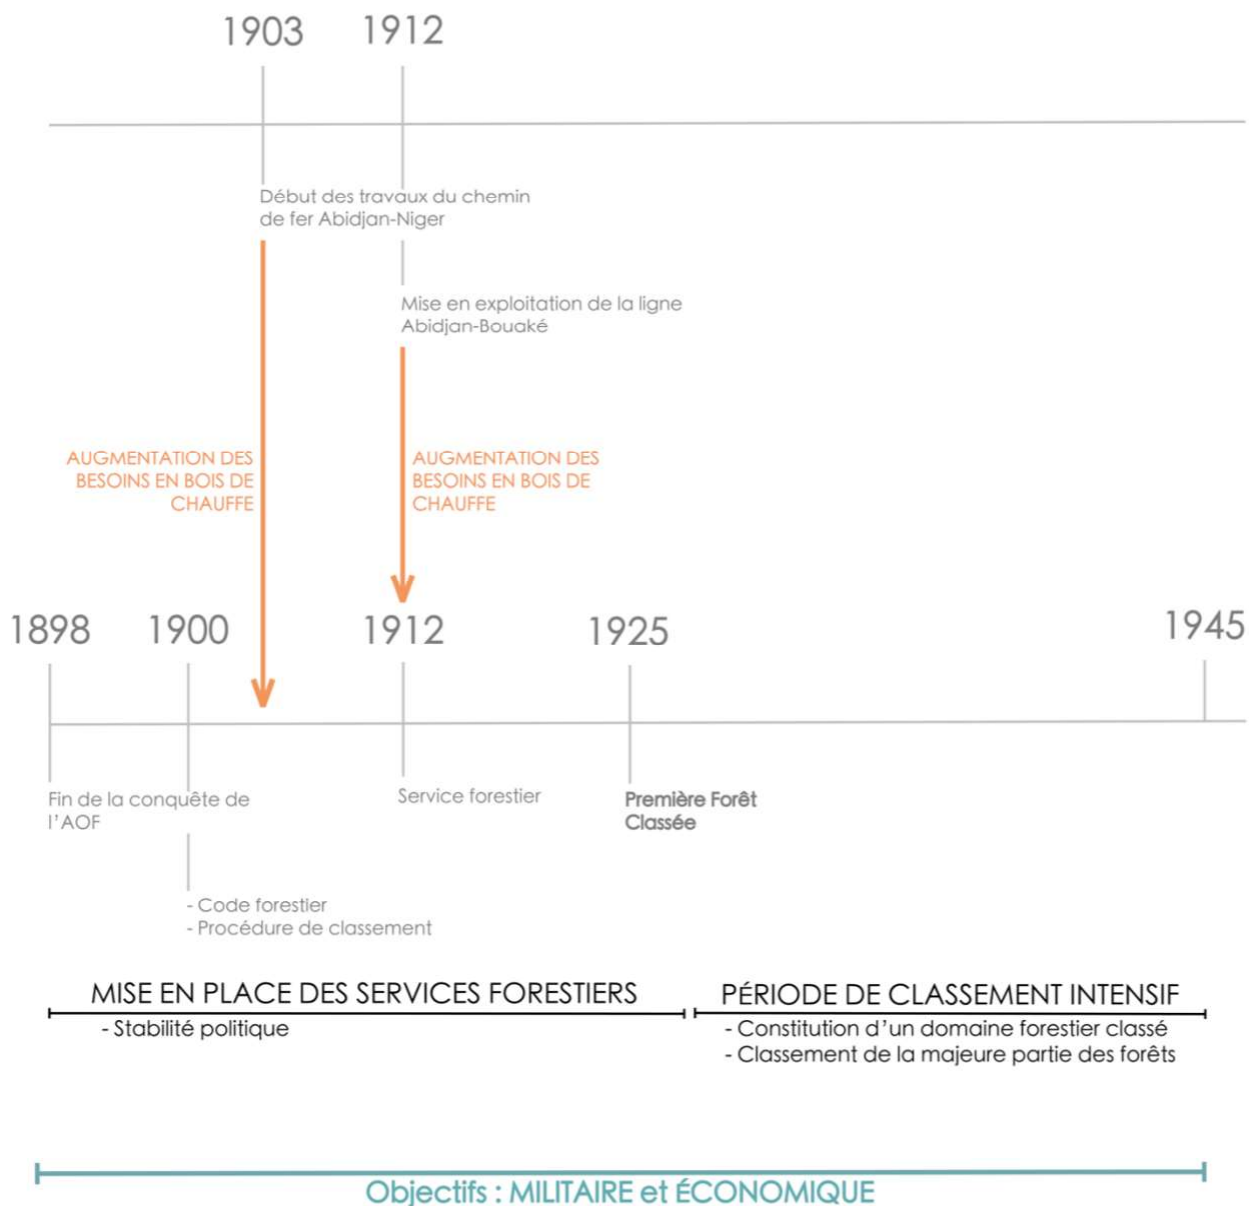 1903
1912
Début des travaux du chemin
de fer Abidjan-Niger
Mise en exploitation de la ligne
Abidjan-Bouaké
AUGMENTATION DES
BESOINS EN BOIS DE
CHAUFFE
AUGMENTATION DES
BESOINS EN BOIS DE
CHAUFFE
1898
1900
1912
1925
1945
Fin de la conquête de
l'AOF
Service forestier
Première Forêt
Classée
- Code forestier
- Procédure de classement
MISE EN PLACE DES SERVICES FORESTIERS
- Stabilité politique
PÉRIODE DE CLASSEMENT INTENSIF
- Constitution d'un domaine forestier classé
- Classement de la majeure partie des forêts
Objectifs : MILITAIRE et ÉCONOMIQUE